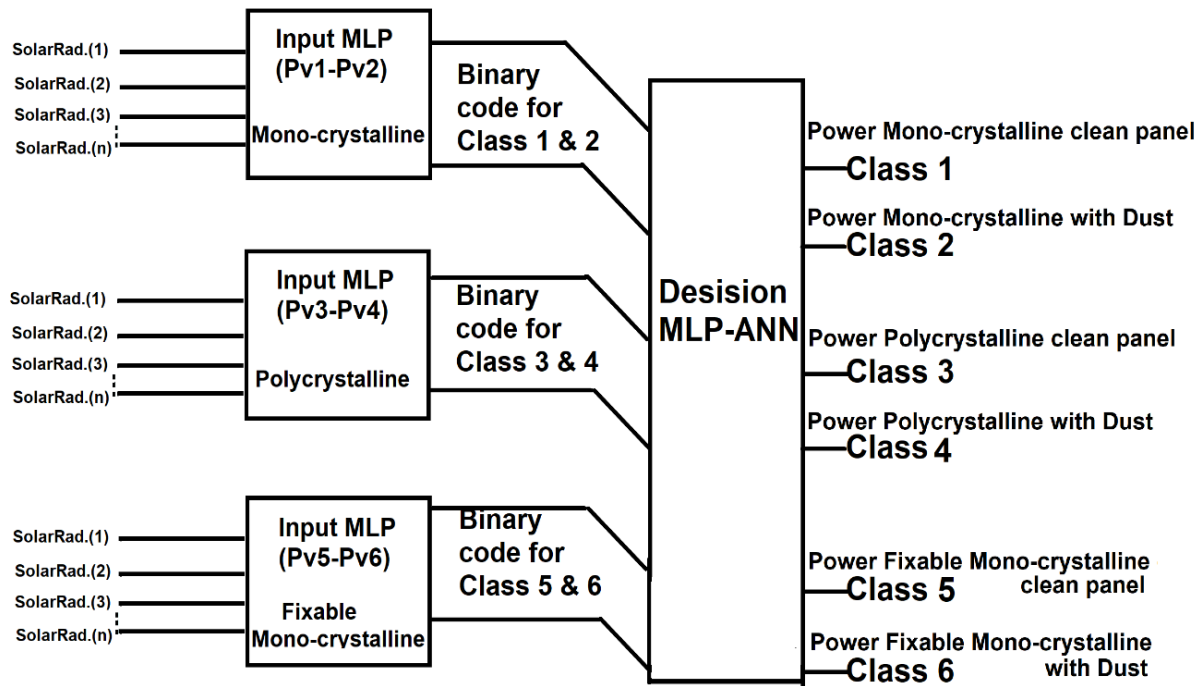 SolarRad.(1)
SolarRad.(2)
SolarRad.(3)
SolarRad.(n)
Input MLP
(Pv1-Pv2)
Mono-crystalline
Binary
code for
Class 1 & 2
SolarRad.(1)
SolarRad.(2)
SolarRad.(3)
SolarRad.(n)
Input MLP
(Pv3-Pv4)
Polycrystalline
Binary
code for
Class 3 & 4
SolarRad.(1)
SolarRad.(2)
SolarRad.(3)
SolarRad.(n)
Input MLP
(Pv5-Pv6)
Fixable
Mono-crystalline
Binary
code for
Class 5 & 6
Desision
MLP-ANN
Power Mono-crystalline clean panel
Class 1
Power Mono-crystalline with Dust
Class 2
Power Polycrystalline clean panel
Class 3
Power Polycrystalline with Dust
Class 4
Power Fixable Mono-crystalline
clean panel
Class 5
Power Fixable Mono-crystalline
with Dust
Class 6